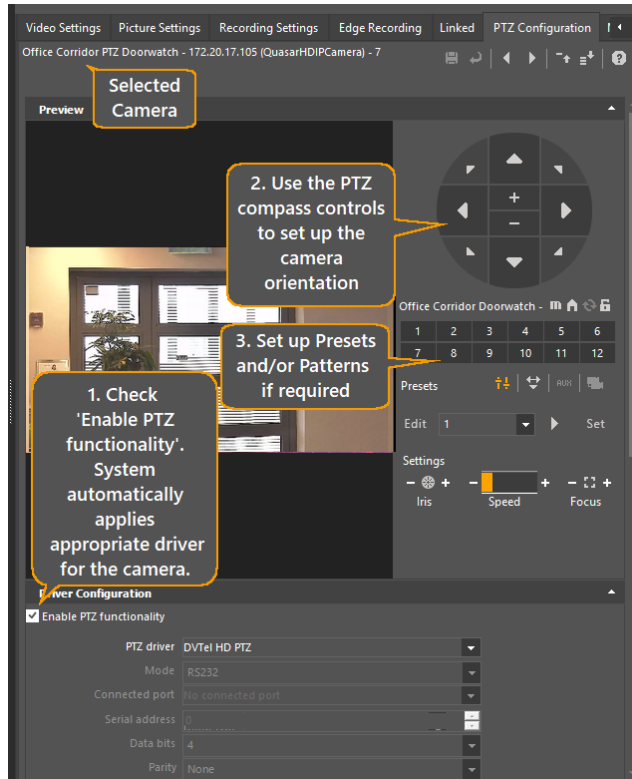 Video Settings Picture Settings Recording Settings Edge Recording Linked PTZ Configuration
Office Corridor PTZ Doorwatch - 172.20.17.105 (QuasarHDIPCamera) - 7
Selected
Camera
Preview
2. Use the PTZ
compass controls
to set up the
camera
orientation
+
−
Office Corridor Doorwatch - m
1 2 3 4 5 6
7 8 9 10 11 12
3. Set up Presets
and/or Patterns
if required
Presets AUX
Edit 1 Set
Settings
− + − + − +
Iris Speed Focus
1. Check
'Enable PTZ
functionality'.
System
automatically
applies
appropriate driver
for the camera.
Driver Configuration
Enable PTZ functionality
PTZ driver DVTel HD PTZ
Mode RS232
Connected port No connected port
Serial address 0
Data bits 4
Parity None